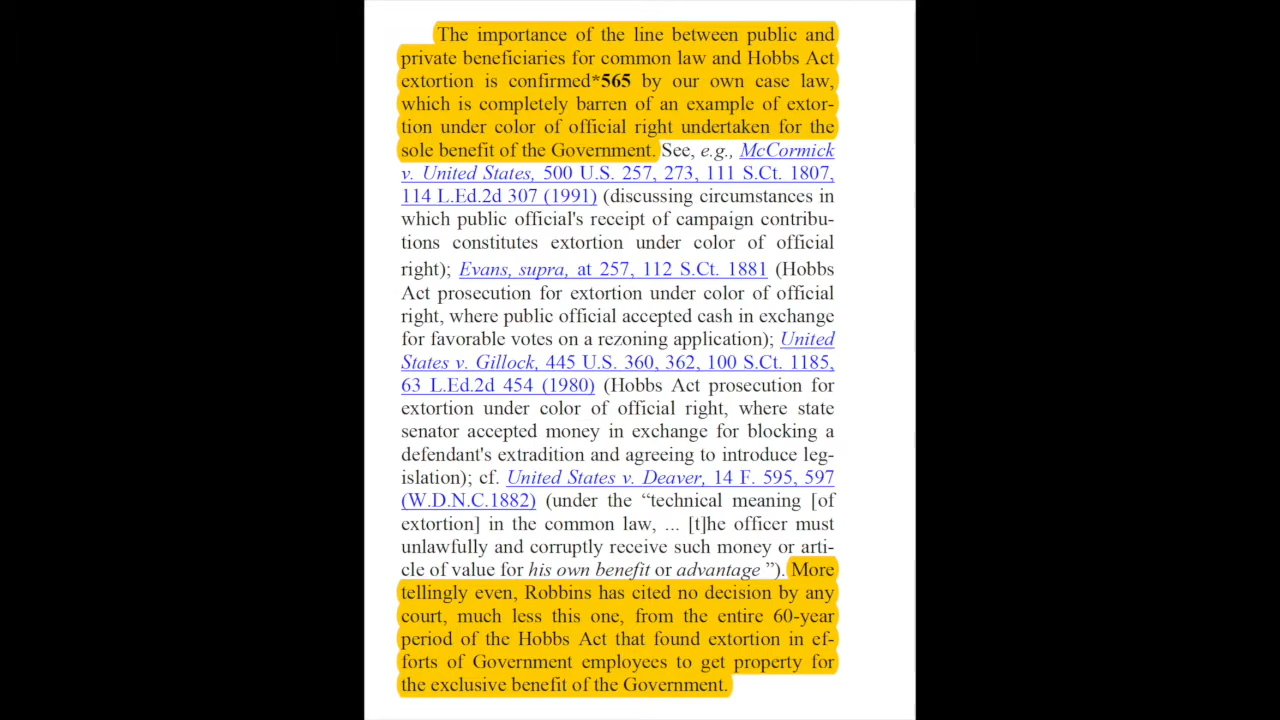 The importance of the line between public and
private beneficiaries for common law and Hobbs Act
extortion is confirmed*565 by our own case law,
which is completely barren of an example of extor-
tion under color of official right undertaken for the
sole benefit of the Government. See, e.g., McCormick
v. United States, 500 U.S. 257, 273, 111 S.Ct. 1807,
114 L.Ed.2d 307 (1991) (discussing circumstances in
which public official's receipt of campaign contribu-
tions constitutes extortion under color of official
right); Evans, supra, at 257, 112 S.Ct. 1881 (Hobbs
Act prosecution for extortion under color of official
right, where public official accepted cash in exchange
for favorable votes on a rezoning application); United
States v. Gillock, 445 U.S. 360, 362, 100 S.Ct. 1185,
63 L.Ed.2d 454 (1980) (Hobbs Act prosecution for
extortion under color of official right, where state
senator accepted money in exchange for blocking a
defendant's extradition and agreeing to introduce leg-
islation); cf. United States v. Deaver, 14 F. 595, 597
(W.D.N.C.1882) (under the “technical meaning [of
extortion] in the common law, ... [t]he officer must
unlawfully and corruptly receive such money or arti-
cle of value for his own benefit or advantage ”). More
tellingly even, Robbins has cited no decision by any
court, much less this one, from the entire 60-year
period of the Hobbs Act that found extortion in ef-
forts of Government employees to get property for
the exclusive benefit of the Government.